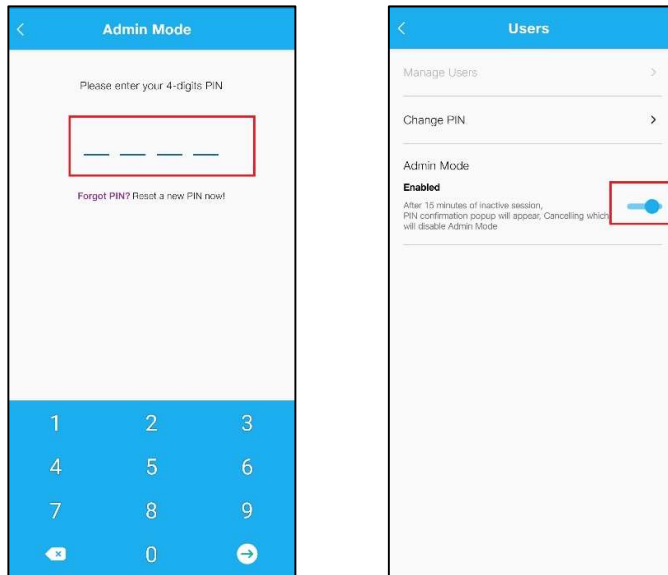 Admin Mode
Please enter your 4-digits PIN
Forgot PIN? Reset a new PIN now!
1 2 3
4 5 6
7 8 9
0
Users
Manage Users
Change PIN
Admin Mode
Enabled
After 15 minutes of inactive session,
PIN confirmation popup will appear, Cancelling which
will disable Admin Mode